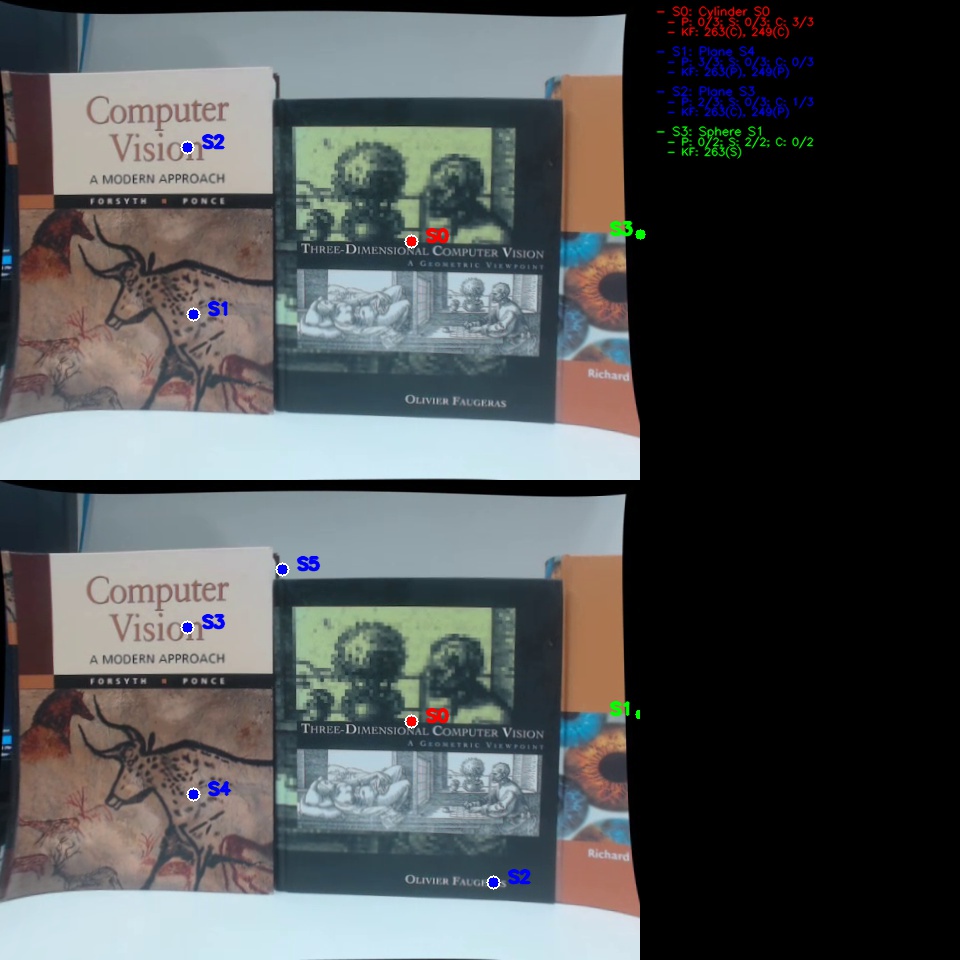 - S0: Cylinder S0
- P: 0/3; S: 0/3; C: 3/3
- KF: 263(C), 249(C)
- S1: Plane S4
- P: 3/3; S: 0/3; C: 0/3
- KF: 263(P), 249(P)
- S2: Plane S3
- P: 2/3; S: 0/3; C: 1/3
- KF: 263(C), 249(P)
- S3: Sphere S1
- P: 0/2; S: 2/2; C: 0/2
- KF: 263(S)
Computer
Vision
S2
A MODERN APPROACH
FORSYTH PONCE
S1
S0
THREE-DIMENSIONAL COMPUTER VISION
A GEOMETRIC VIEWPOINT
OLIVIER FAUGERAS
S3
Richard
S5
Computer
Vision
S3
A MODERN APPROACH
FORSYTH PONCE
S4
S0
THREE-DIMENSIONAL COMPUTER VISION
A GEOMETRIC VIEWPOINT
OLIVIER FAUGERAS
S2
S1
Richard